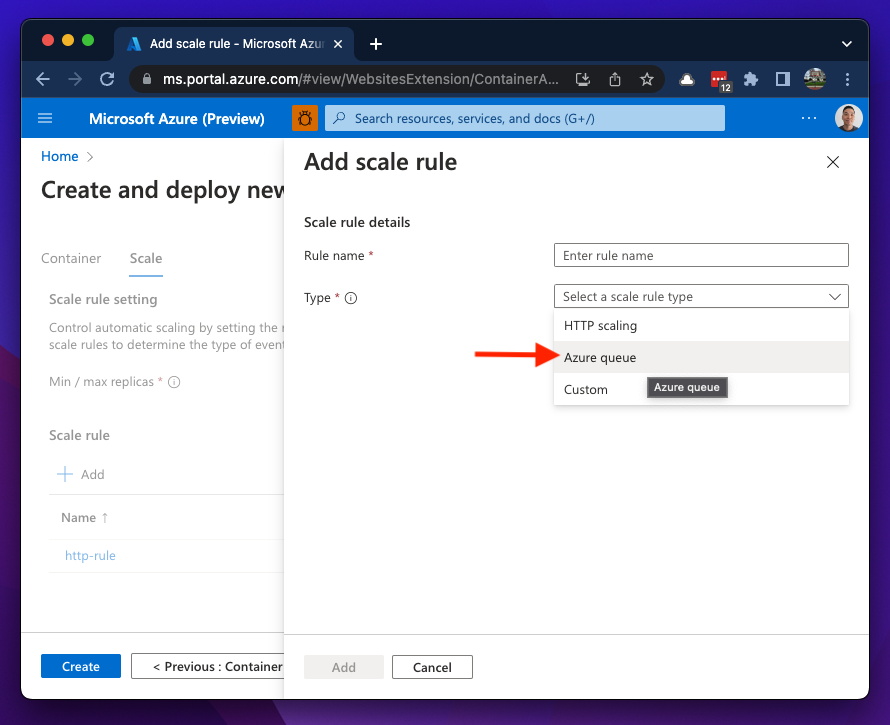 Add scale rule - Microsoft Azu
ms.portal.azure.com/#view/WebsitesExtension/ContainerA...
12
Microsoft Azure (Preview)
Search resources, services, and docs (G+/)
Home
Create and deploy new
Container
Scale
Scale rule setting
Control automatic scaling by setting the
scale rules to determine the type of event
Min / max replicas *
Scale rule
Add
Name ↑
http-rule
Create
< Previous : Container
Add scale rule
Scale rule details
Rule name *
Enter rule name
Type *
Select a scale rule type
HTTP scaling
Azure queue
Custom
Azure queue
Add
Cancel